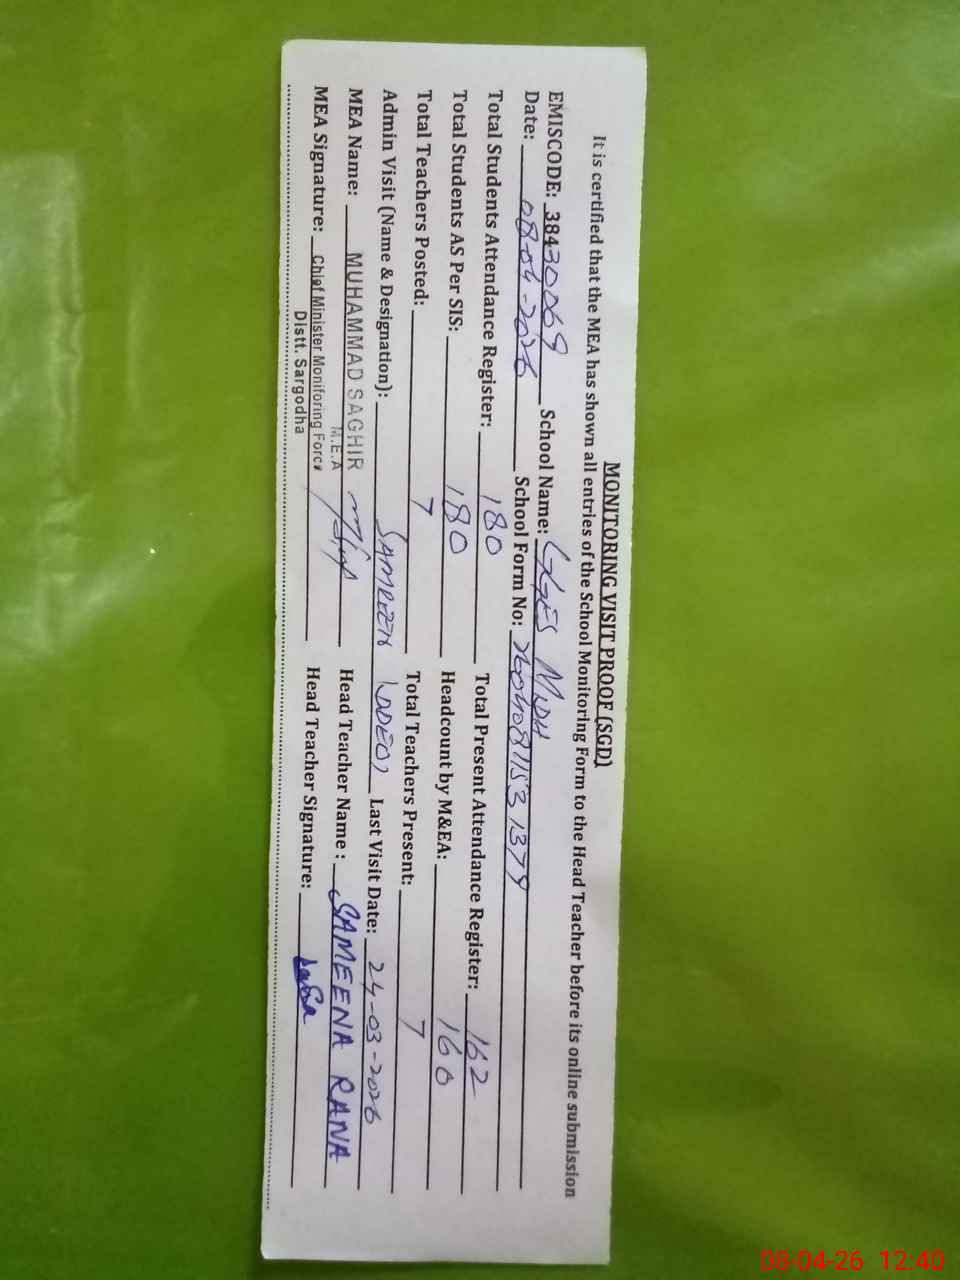 MONITORING VISIT PROOF (SGD)
It is certified that the MEA has shown all entries of the School Monitoring Form to the Head Teacher before its online submission
EMISCODE: 38430069 School Name: GGES MIDH
Date: 08-04-2026 School Form No: 2604081153 1379
Total Students Attendance Register: 180 Total Present Attendance Register: 162
Total Students AS Per SIS: 180 Headcount by M&EA: 160
Total Teachers Posted: 7 Total Teachers Present: 7
Admin Visit (Name & Designation): SAMREEN Last Visit Date: 24-03-2026
MEA Name: MUHAMMAD SAGHIR Head Teacher Name : SAMEENA RANA
M.E.A
MEA Signature: Chief Minister Moniforing Force Head Teacher Signature:
Distt. Sargodha
08-04-26 12:40